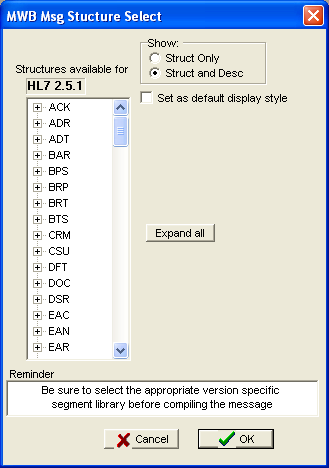 MWB Msg Stucture Select
Show:
Struct Only
Struct and Desc
Structures available for
HL7 2.5.1
Set as default display style
ACK
ADR
ADT
BAR
BPS
BRP
BRT
BTS
CRM
CSU
DFT
DOC
DSR
EAC
EAN
EAR
Expand all
Reminder
Be sure to select the appropriate version specific
segment library before compiling the message
Cancel
OK